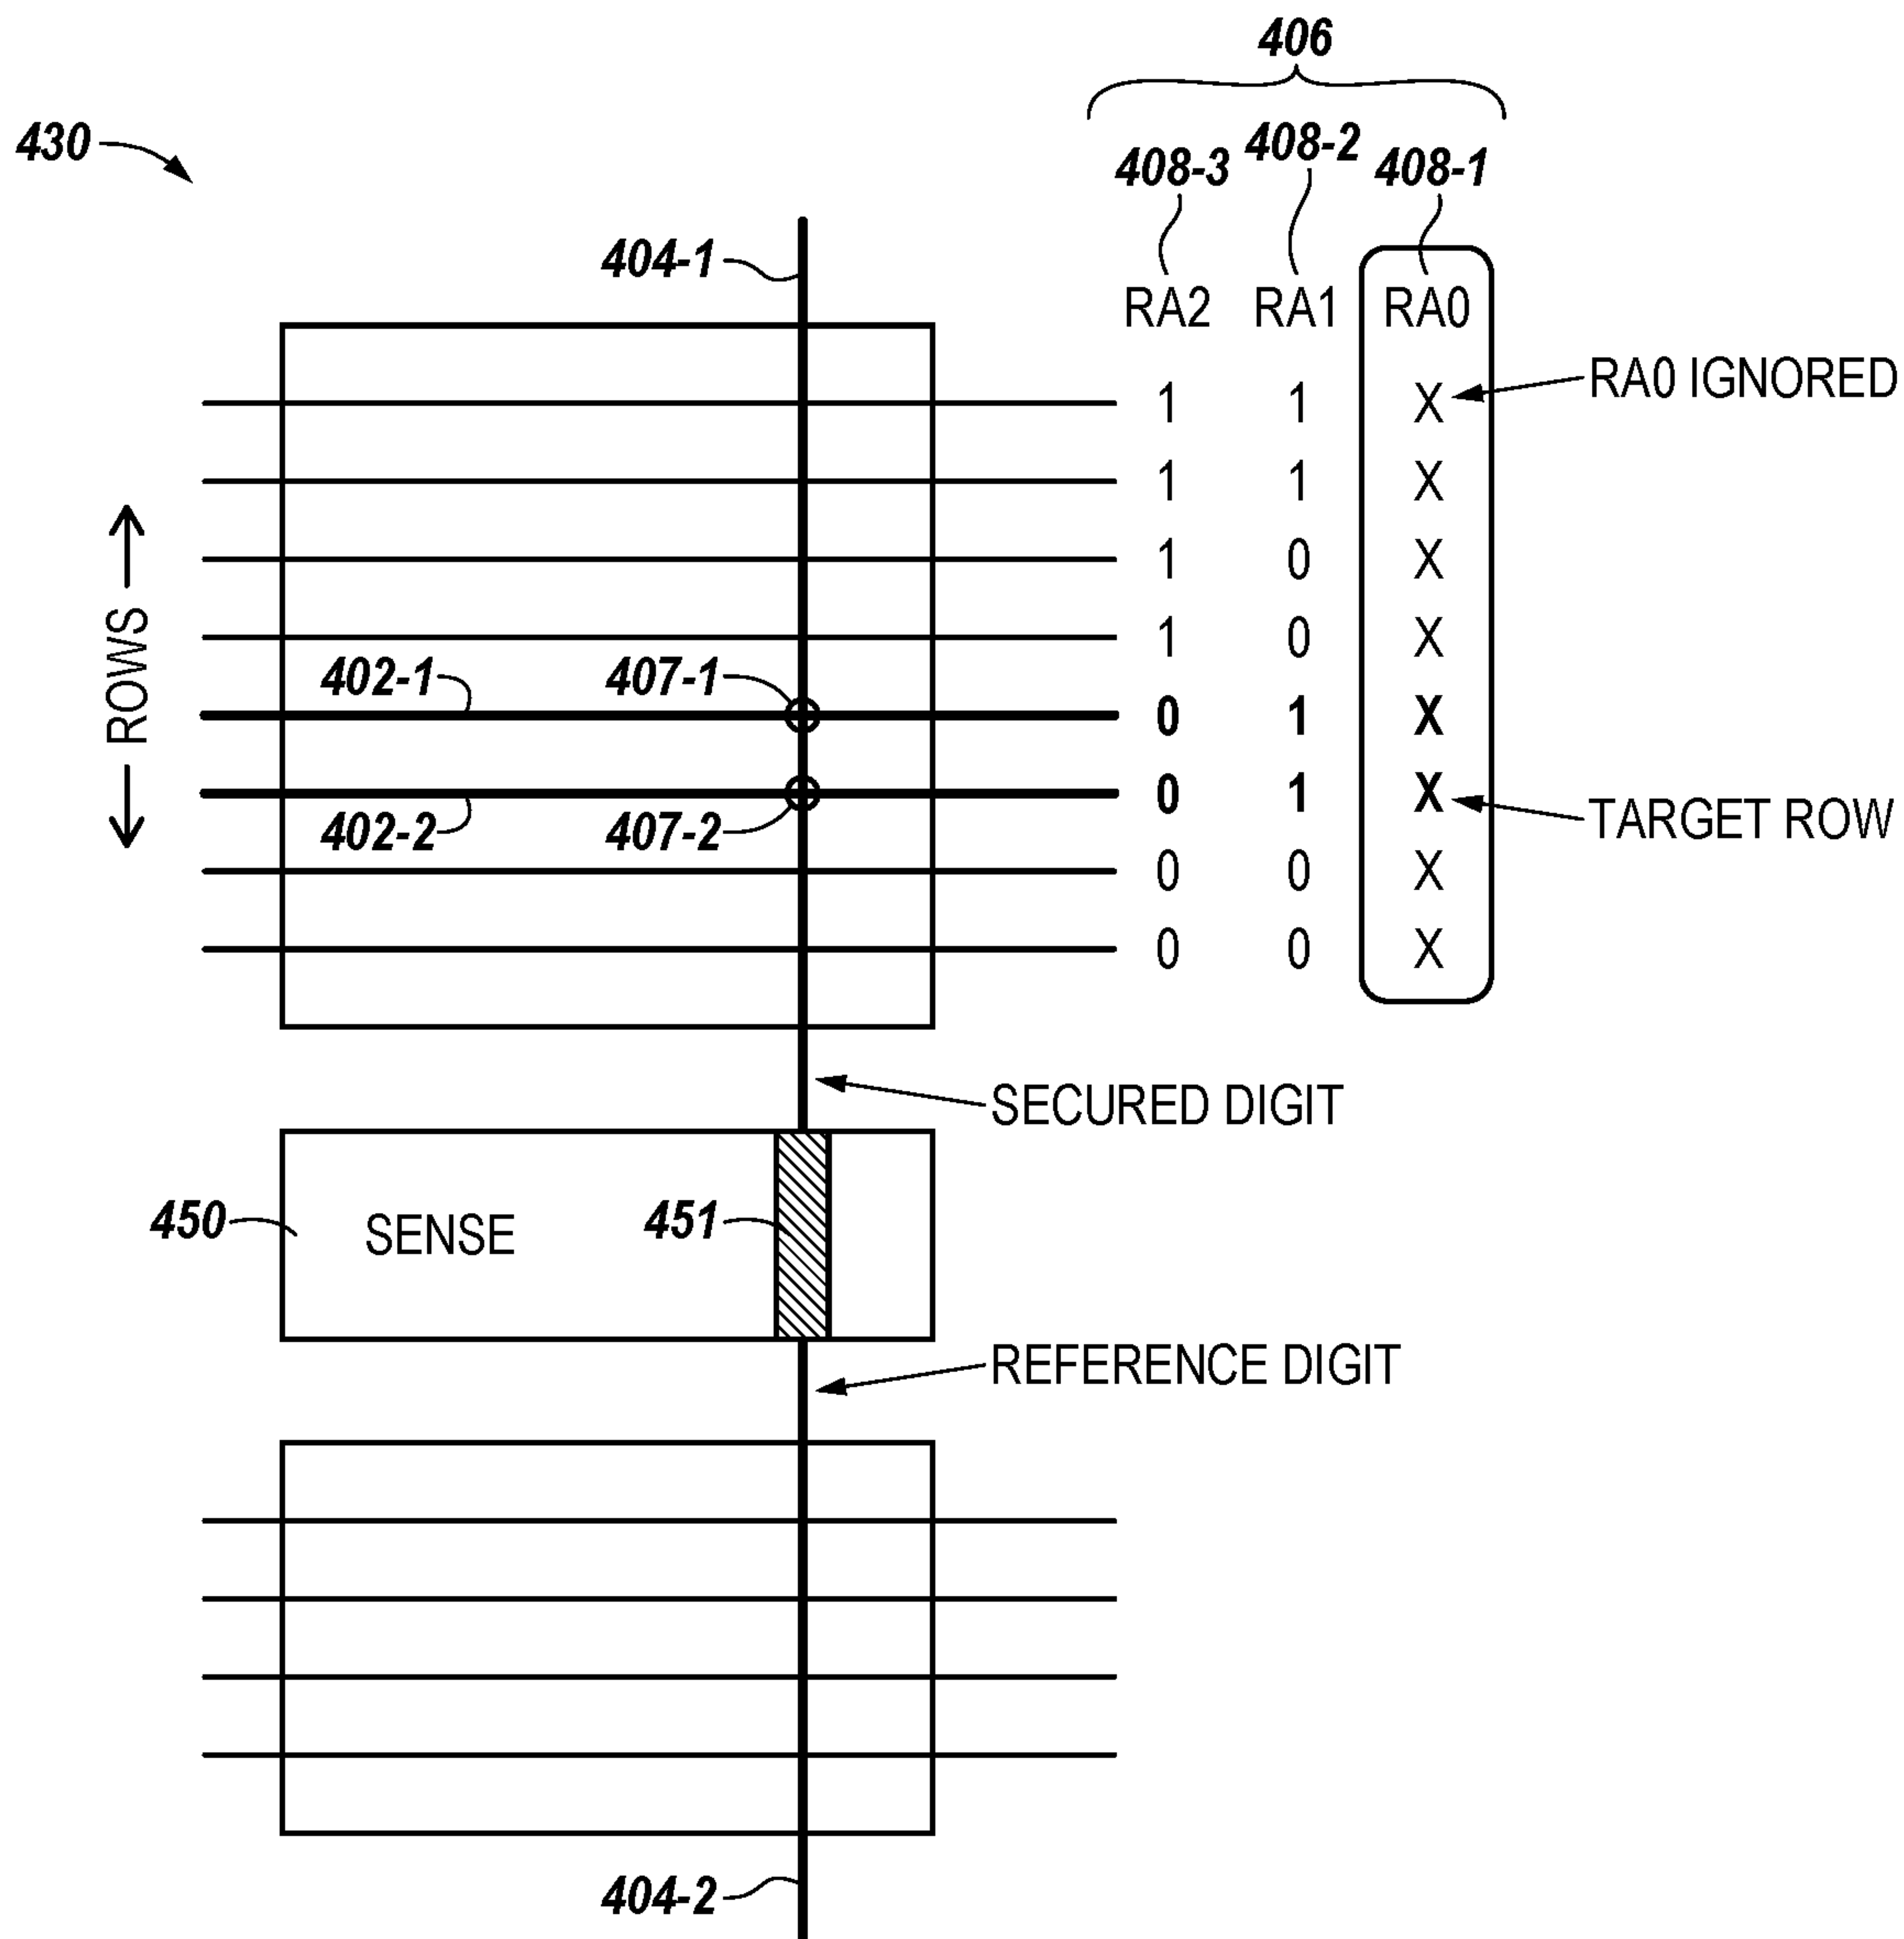 406
430
408-3 408-2 408-1
404-1
RA2 RA1 RA0
1 1 X RA0 IGNORED
1 1 X
1 0 X
1 0 X
← ROWS →
402-1 407-1
0 1 X
0 1 X TARGET ROW
402-2 407-2
0 0 X
0 0 X
SECURED DIGIT
450 SENSE 451
REFERENCE DIGIT
404-2